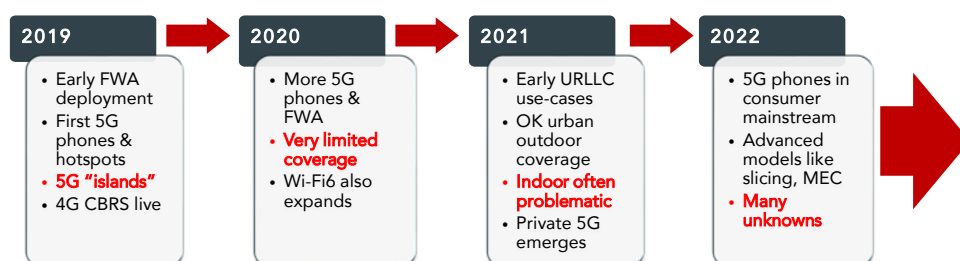 2019
• Early FWA
deployment
• First 5G
phones &
hotspots
• 5G “islands”
• 4G CBRS live
2020
• More 5G
phones &
FWA
• Very limited
coverage
• Wi-Fi6 also
expands
2021
• Early URLLC
use-cases
• OK urban
outdoor
coverage
• Indoor often
problematic
• Private 5G
emerges
2022
• 5G phones in
consumer
mainstream
• Advanced
models like
slicing, MEC
• Many
unknowns